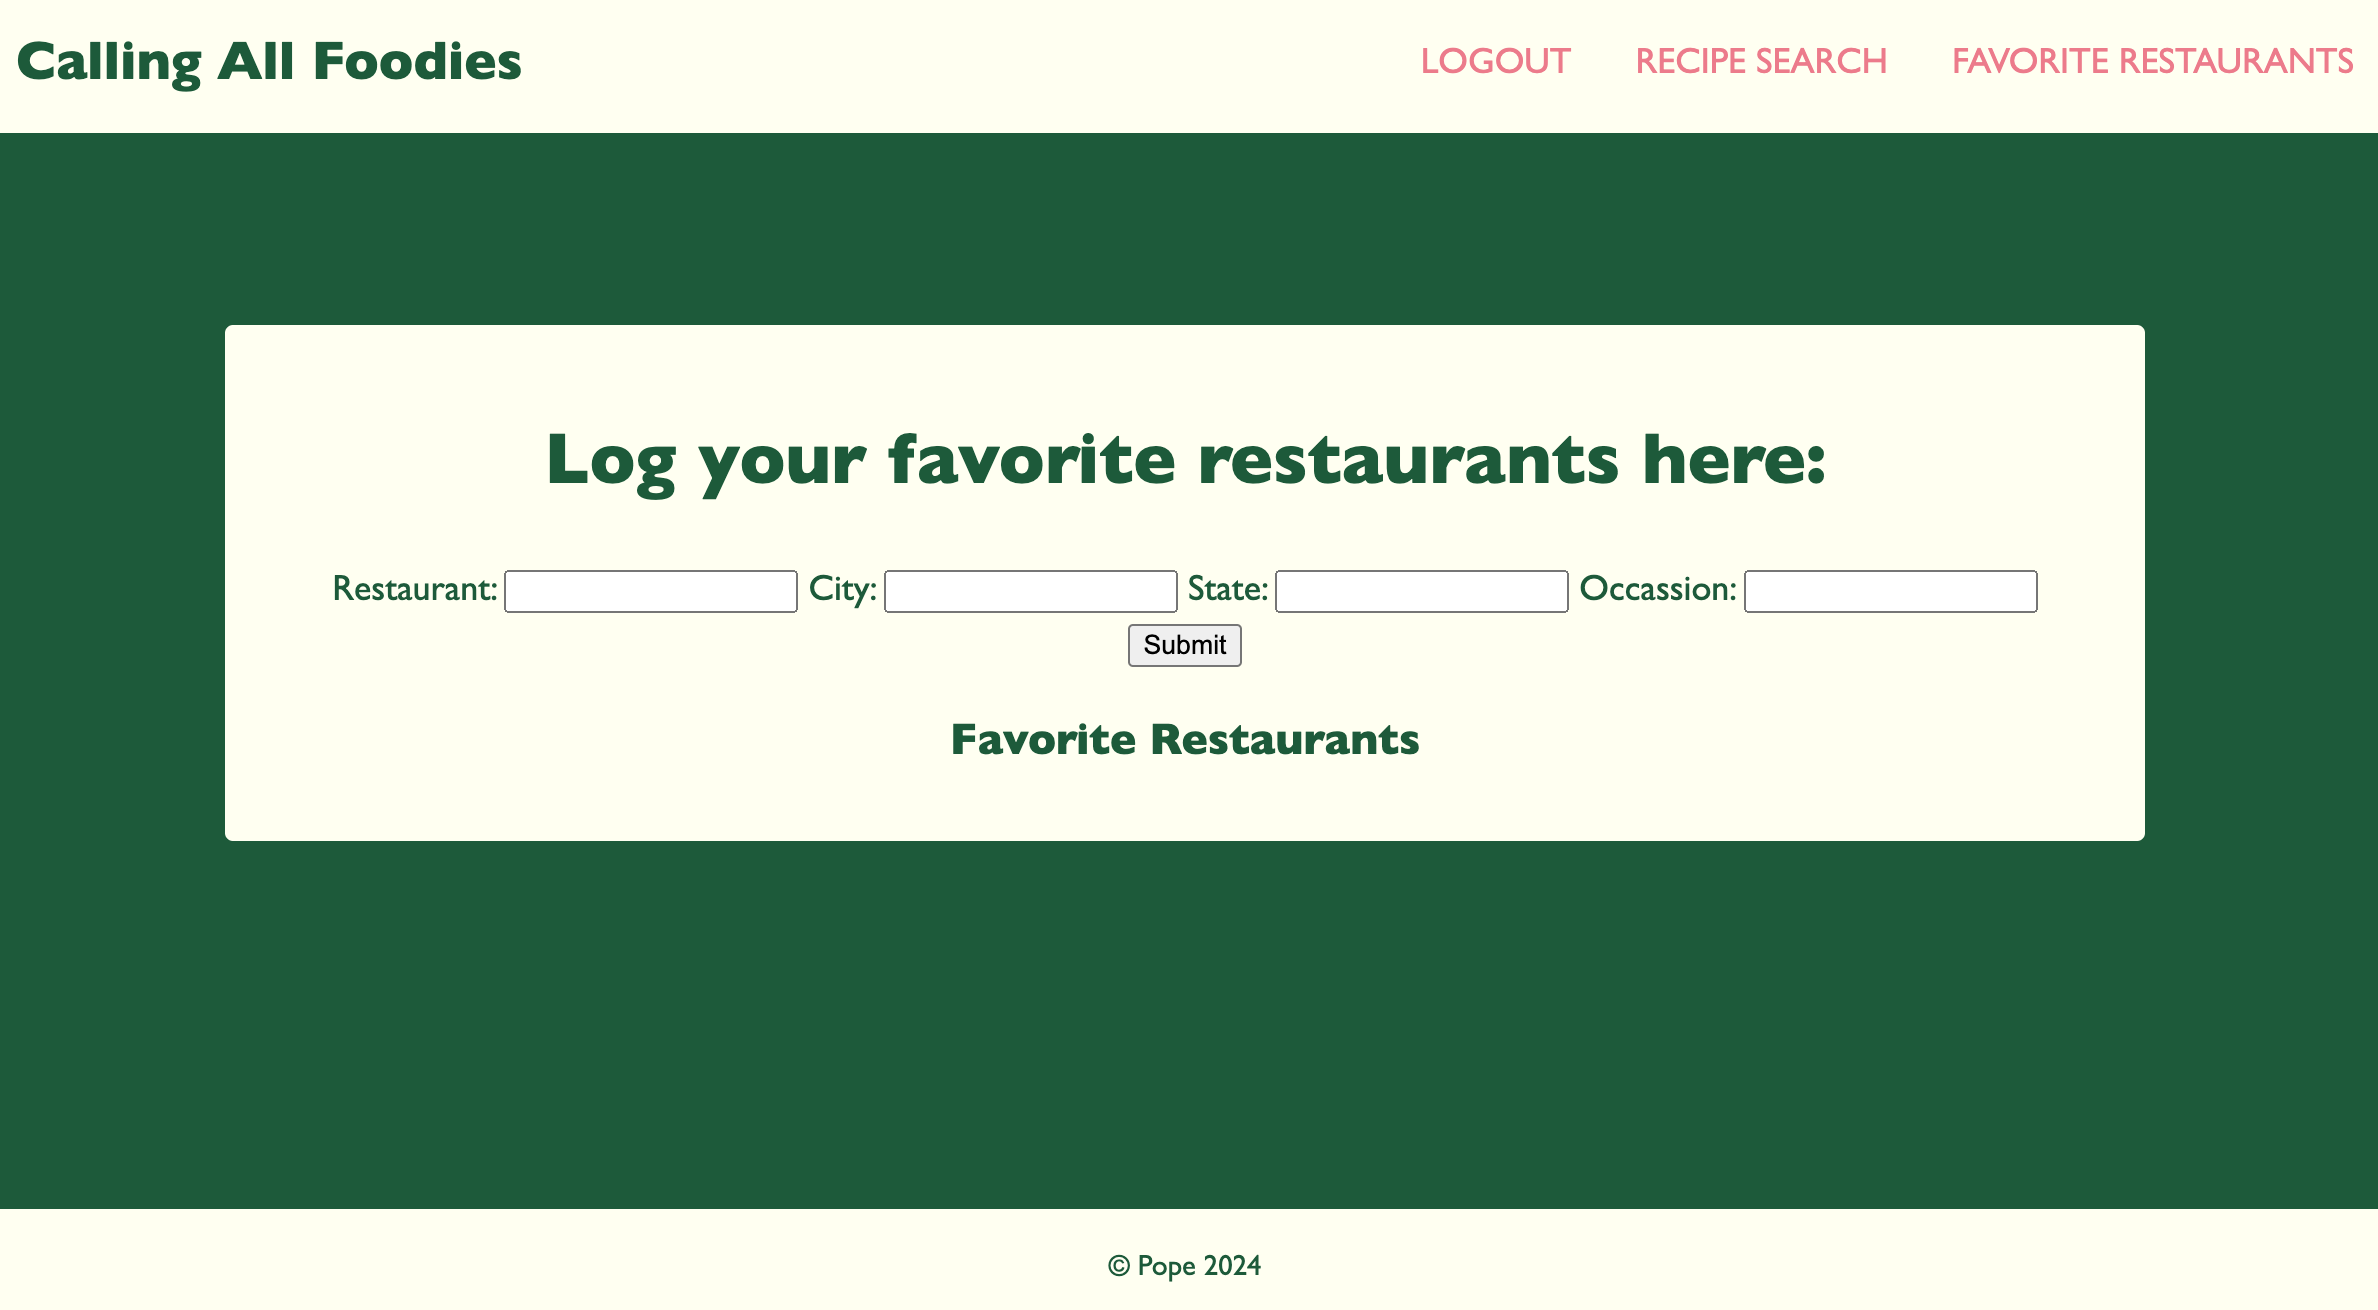 Calling All Foodies
LOGOUT RECIPE SEARCH FAVORITE RESTAURANTS
Log your favorite restaurants here:
Restaurant: City: State: Occassion:
Submit
Favorite Restaurants
© Pope 2024